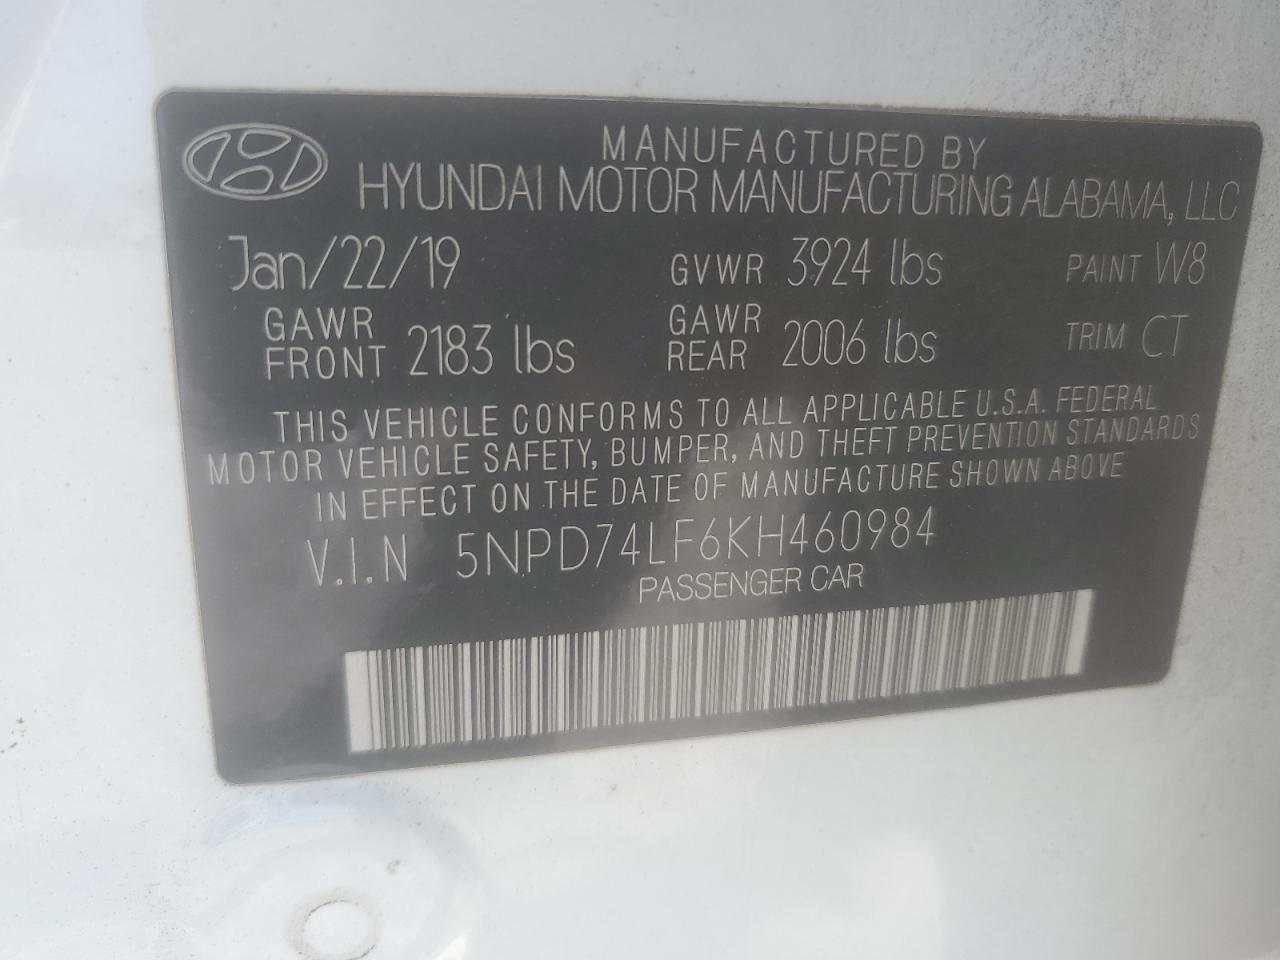 MANUFACTURED BY
HYUNDAI MOTOR MANUFACTURING ALABAMA, LLC
Jan/22/19 GVWR 3924 lbs PAINT W8
GAWR FRONT 2183 lbs GAWR REAR 2006 lbs TRIM CT
THIS VEHICLE CONFORMS TO ALL APPLICABLE U.S.A. FEDERAL
MOTOR VEHICLE SAFETY, BUMPER, AND THEFT PREVENTION STANDARDS
IN EFFECT ON THE DATE OF MANUFACTURE SHOWN ABOVE
V.I.N 5NPD74LF6KH460984
PASSENGER CAR